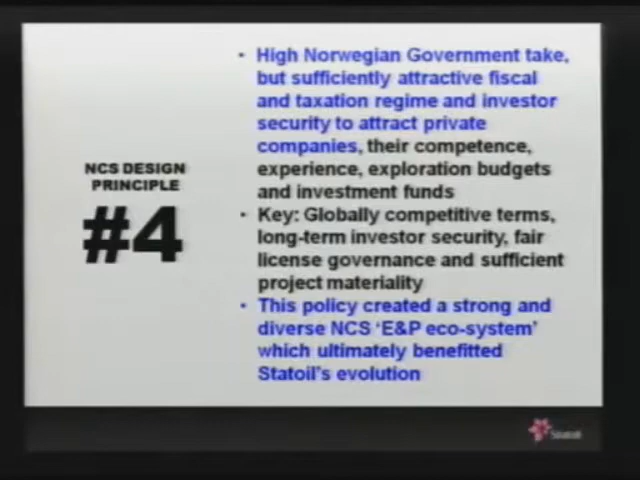 NCS DESIGN
PRINCIPLE
#4
• High Norwegian Government take,
but sufficiently attractive fiscal
and taxation regime and investor
security to attract private
companies, their competence,
experience, exploration budgets
and investment funds
• Key: Globally competitive terms,
long-term investor security, fair
license governance and sufficient
project materiality
• This policy created a strong and
diverse NCS ‘E&P eco-system’
which ultimately benefitted
Statoil’s evolution
Statoil